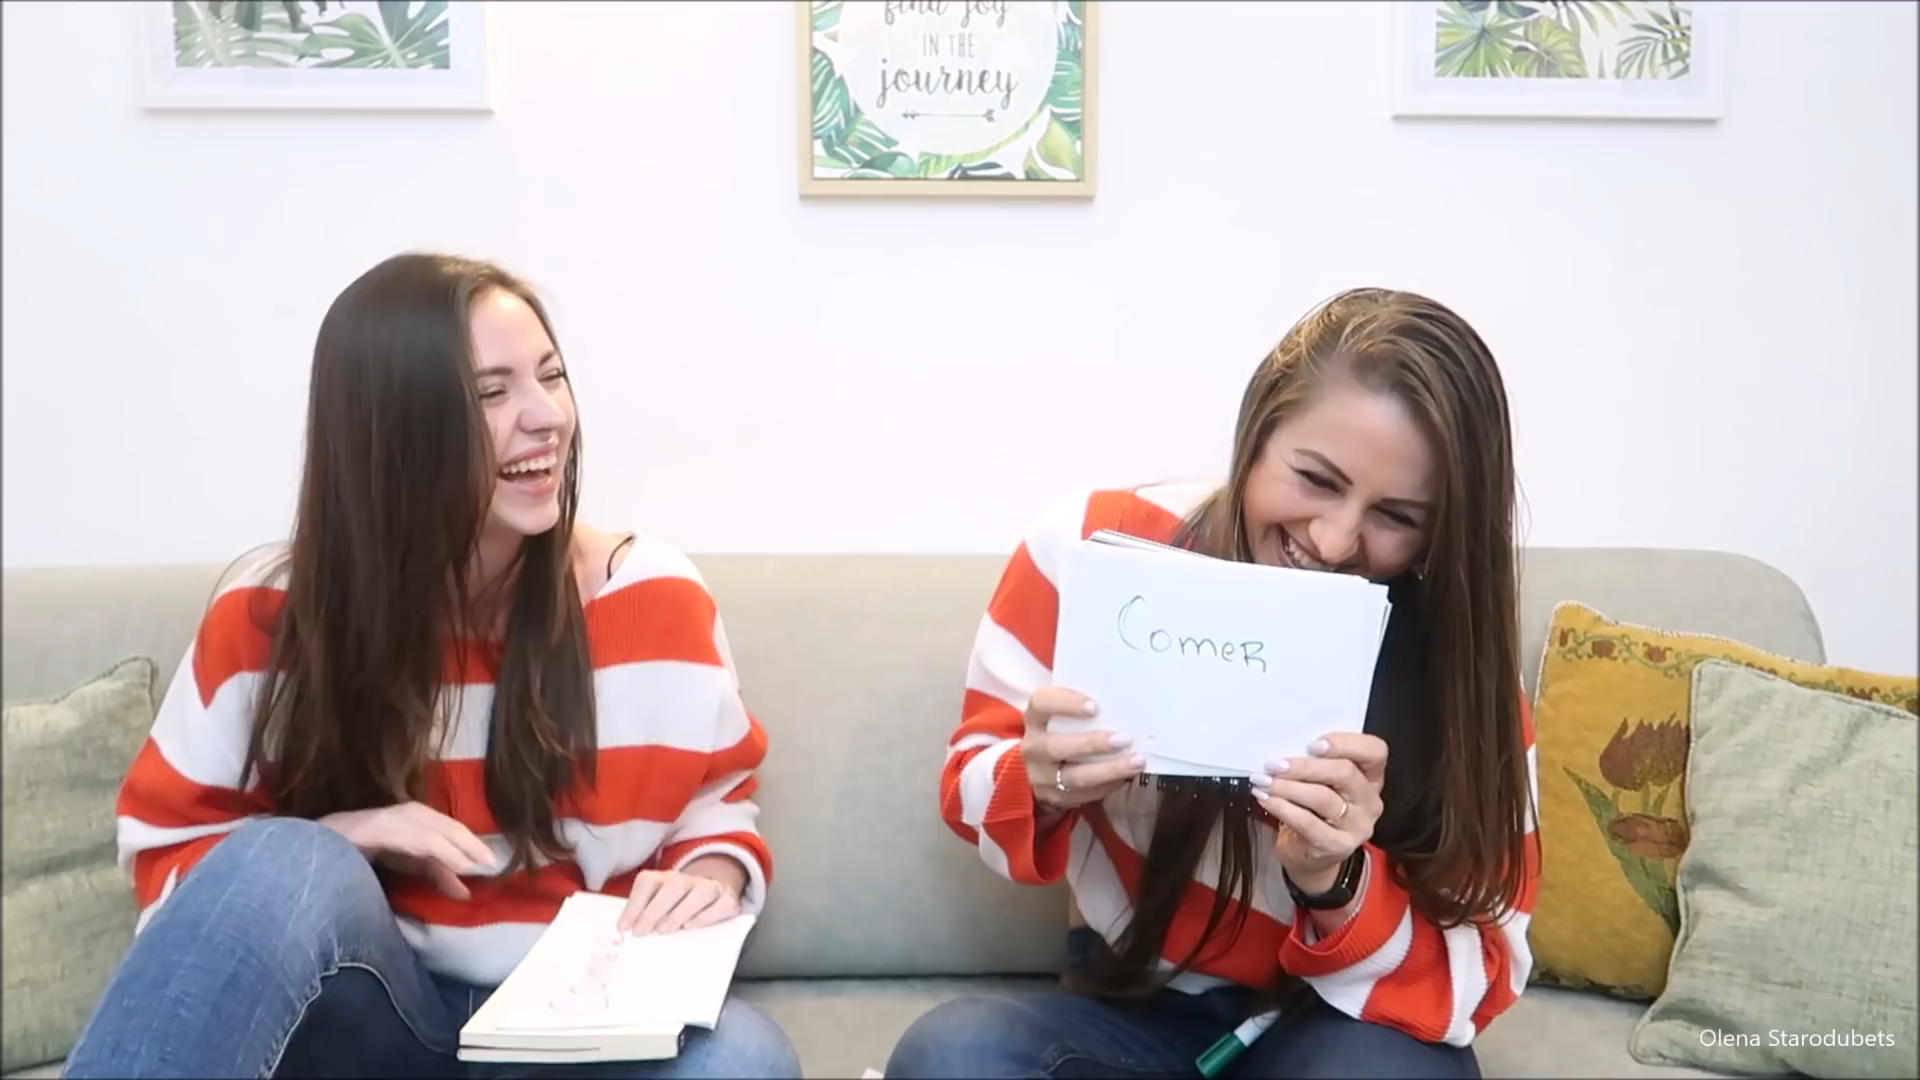 find joy
IN THE
journey
Comer
Olena Starodubets